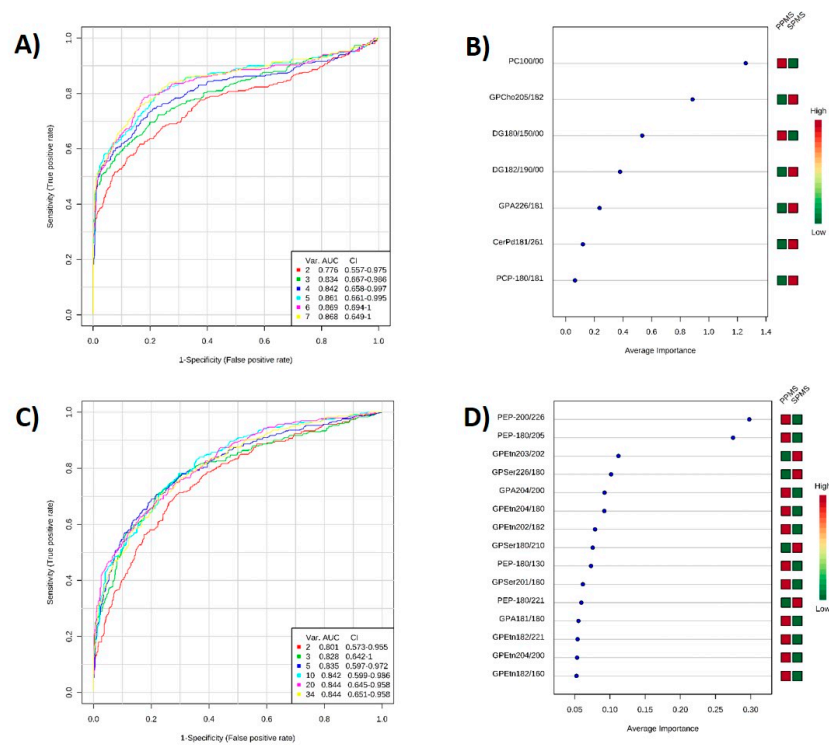 A)
Sensitivity (True positive rate)
1.0
0.8
0.6
0.4
0.2
0.0
Var. AUC CI
2 0.776 0.557-0.975
3 0.834 0.667-0.986
4 0.842 0.658-0.997
5 0.861 0.661-0.995
6 0.869 0.694-1
7 0.868 0.649-1
0.0 0.2 0.4 0.6 0.8 1.0
1-Specificity (False positive rate)
B)
PPMS SPMS
PC100/00
GPCho205/182
DG180/150/00
DG182/190/00
GPA226/181
CerPd181/261
PCP-180/181
High
Low
0.0 0.2 0.4 0.6 0.8 1.0 1.2 1.4
Average Importance
C)
Sensitivity (True positive rate)
1.0
0.8
0.6
0.4
0.2
0.0
Var. AUC CI
2 0.801 0.573-0.955
3 0.828 0.642-1
5 0.835 0.597-0.972
10 0.842 0.599-0.986
20 0.844 0.645-0.958
34 0.844 0.651-0.958
0.0 0.2 0.4 0.6 0.8 1.0
1-Specificity (False positive rate)
D)
PPMS SPMS
PEP-200/226
PEP-180/205
GPEtn203/202
GPSer226/180
GPA204/200
GPEtn204/180
GPEtn202/182
GPSer180/210
PEP-180/130
GPSer201/160
PEP-180/221
GPA181/180
GPEtn182/221
GPEtn204/200
GPEtn182/160
High
Low
0.05 0.10 0.15 0.20 0.25 0.30
Average Importance